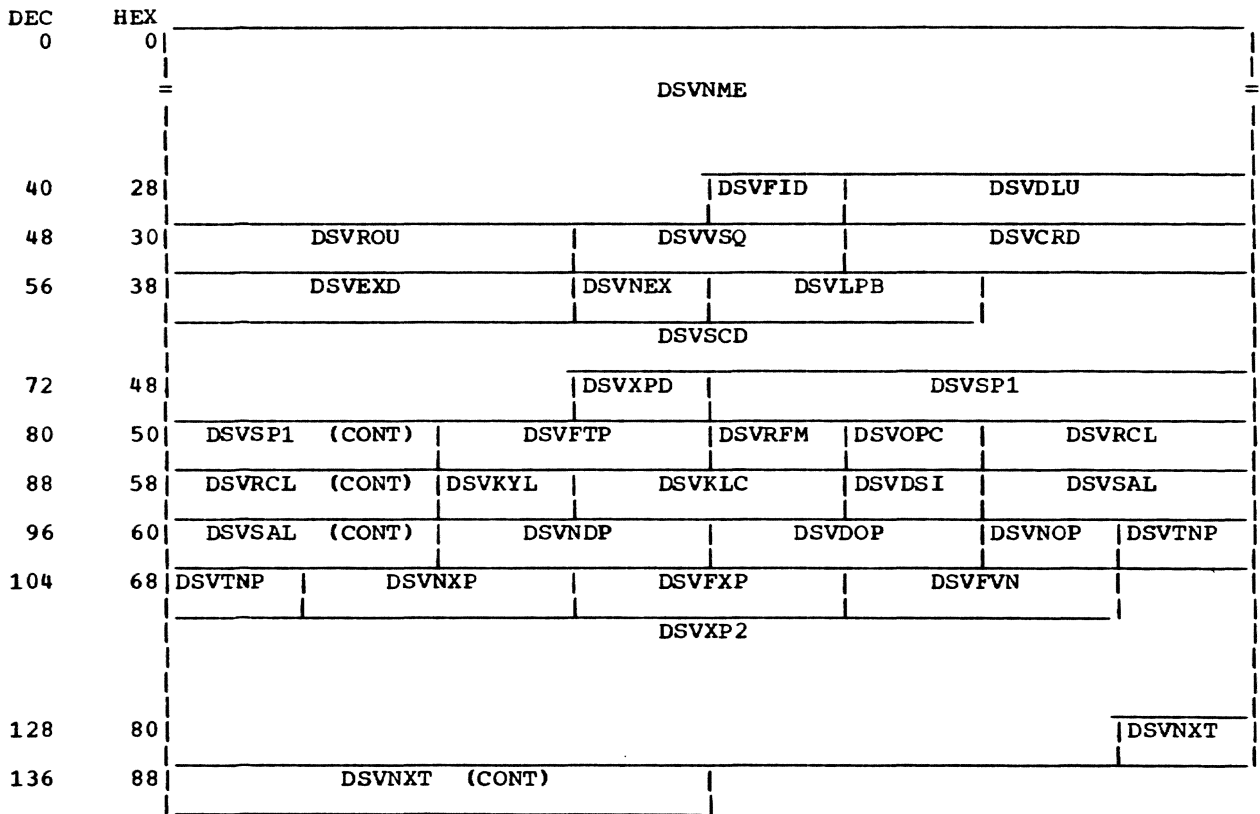 DEC HEX
0 0
= DSVNME =
40 28 DSVFID DSVDLU
48 30 DSVROU DSVVSQ DSVCRD
56 38 DSVEXD DSVNEX DSVLPB
DSVSCD
72 48 DSVXPD DSVSP1
80 50 DSVSP1 (CONT) DSVFTP DSVRFM DSVOPC DSVRCL
88 58 DSVRCL (CONT) DSVKYL DSVKLC DSVDSI DSVSAL
96 60 DSVSAL (CONT) DSVNDP DSVDOP DSVNOP DSVTNP
104 68 DSVTNP DSVNXP DSVFXP DSVFVN
DSVXP2
128 80 DSVNXT
136 88 DSVNXT (CONT)